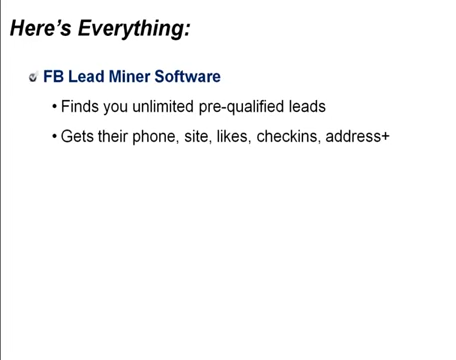 Here's Everything:
FB Lead Miner Software
• Finds you unlimited pre-qualified leads
• Gets their phone, site, likes, checkins, address+